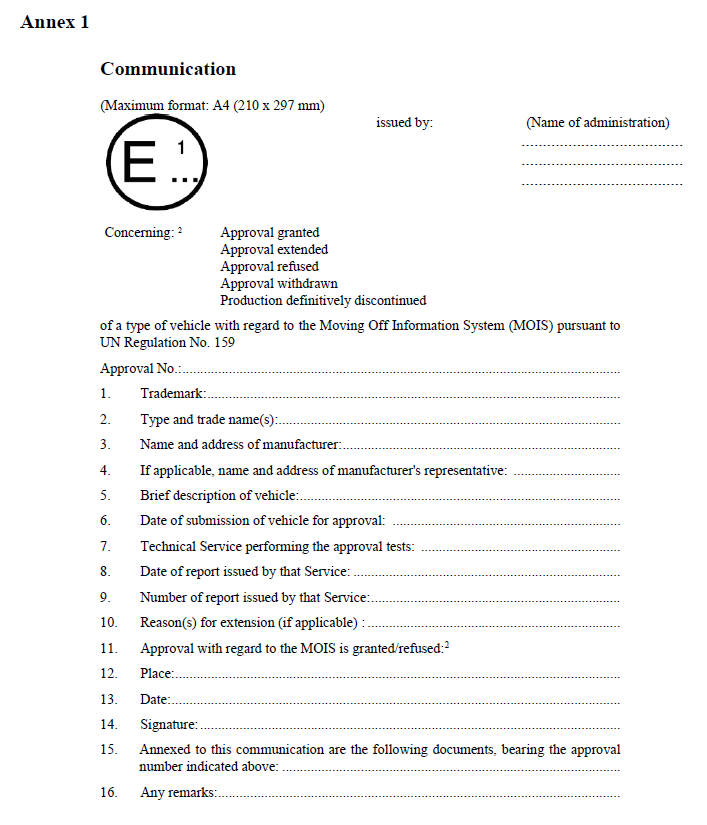 Annex 1
Communication
(Maximum format: A4 (210 x 297 mm)
issued by: (Name of administration)
.......................................
.......................................
.......................................
E 1
...
Concerning: 2 Approval granted
Approval extended
Approval refused
Approval withdrawn
Production definitively discontinued
of a type of vehicle with regard to the Moving Off Information System (MOIS) pursuant to
UN Regulation No. 159
Approval No.:.......................................
1. Trademark:.......................................
2. Type and trade name(s):.......................................
3. Name and address of manufacturer:.......................................
4. If applicable, name and address of manufacturer's representative: .......................................
5. Brief description of vehicle:.......................................
6. Date of submission of vehicle for approval: .......................................
7. Technical Service performing the approval tests: .......................................
8. Date of report issued by that Service: .......................................
9. Number of report issued by that Service:.......................................
10. Reason(s) for extension (if applicable) : .......................................
11. Approval with regard to the MOIS is granted/refused:2
12. Place:.......................................
13. Date:.......................................
14. Signature: .......................................
15. Annexed to this communication are the following documents, bearing the approval
number indicated above: .......................................
16. Any remarks:.......................................